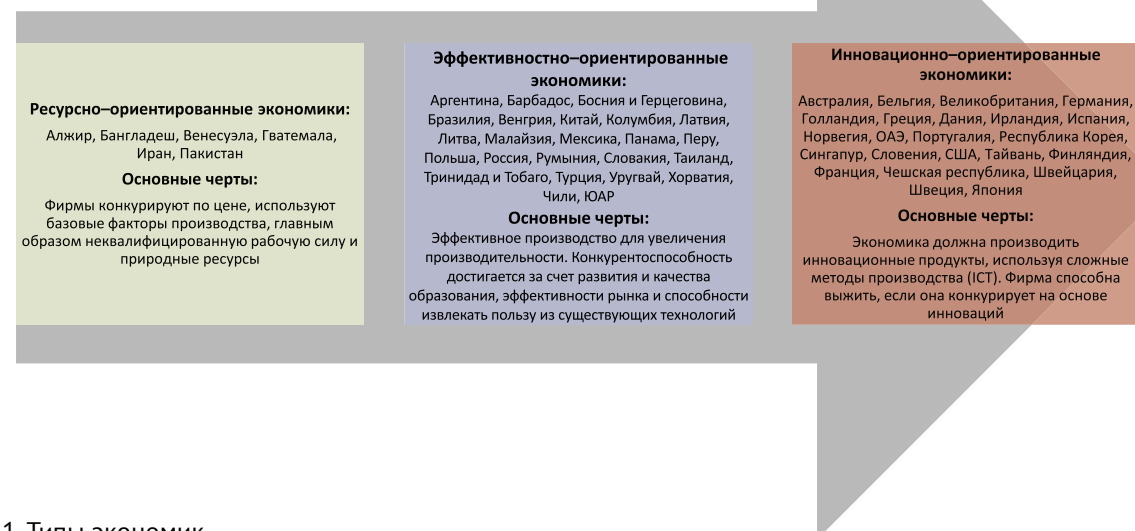 Ресурсно–ориентированные экономики:
Алжир, Бангладеш, Венесуэла, Гватемала,
Иран, Пакистан
Основные черты:
Фирмы конкурируют по цене, используют
базовые факторы производства, главным
образом неквалифицированную рабочую силу и
природные ресурсы
Эффективностно–ориентированные
экономики:
Аргентина, Барбадос, Босния и Герцеговина,
Бразилия, Венгрия, Китай, Колумбия, Латвия,
Литва, Малайзия, Мексика, Панама, Перу,
Польша, Россия, Румыния, Словакия, Таиланд,
Тринидад и Тобаго, Турция, Уругвай, Хорватия,
Чили, ЮАР
Основные черты:
Эффективное производство для увеличения
производительности. Конкурентоспособность
достигается за счет развития и качества
образования, эффективности рынка и способности
извлекать пользу из существующих технологий
Инновационно–ориентированные
экономики:
Австралия, Бельгия, Великобритания, Германия,
Голландия, Греция, Дания, Ирландия, Испания,
Норвегия, ОАЭ, Португалия, Республика Корея,
Сингапур, Словения, США, Тайвань, Финляндия,
Франция, Чешская республика, Швейцария,
Швеция, Япония
Основные черты:
Экономика должна производить
инновационные продукты, используя сложные
методы производства (ICT). Фирма способна
выжить, если она конкурирует на основе
инноваций
1 Типы экономик